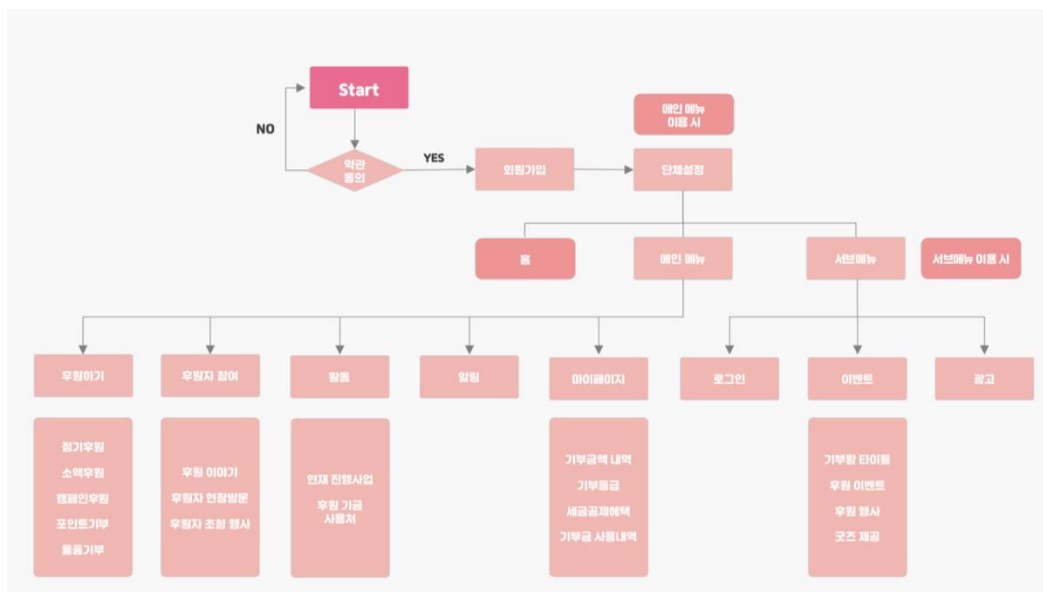 Start
메인 메뉴
이용 시
NO
약관
동의
YES
회원가입
단체설정
홈
메인 메뉴
서브메뉴
서브메뉴 이용 시
후원하기
후원자 참여
활동
알림
마이페이지
로그인
이벤트
광고
정기후원
소액후원
캠페인후원
포인트기부
물품기부
후원 이야기
후원자 현장방문
후원자 초청 행사
현재 진행사업
후원 기금
사용처
기부금액 내역
기부등급
세금공제혜택
기부금 사용내역
기부왕 타이틀
후원 이벤트
후원 행사
굿즈 제공